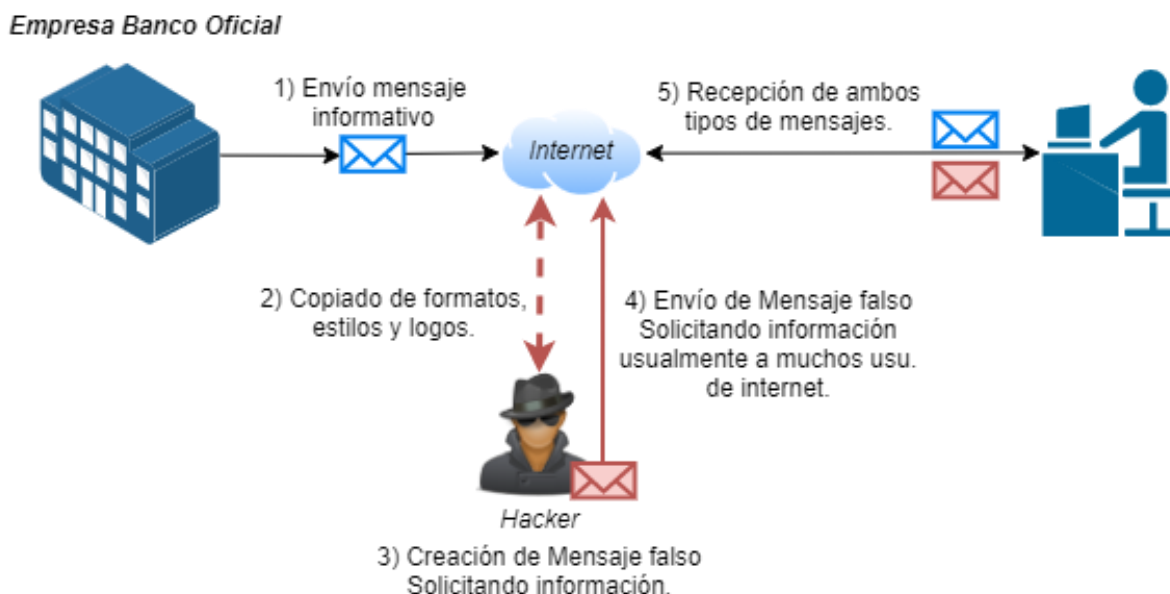 Empresa Banco Oficial
1) Envío mensaje
informativo
Internet
5) Recepción de ambos
tipos de mensajes.
2) Copiado de formatos,
estilos y logos.
4) Envío de Mensaje falso
Solicitando información
usualmente a muchos usu.
de internet.
Hacker
3) Creación de Mensaje falso
Solicitando información.